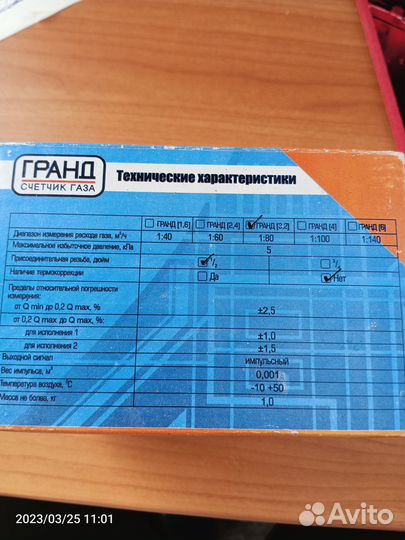 ГРАНД
СЧЕТЧИК ГАЗА
Технические характеристики
ГРАНД [1,6] ГРАНД [2,4] ГРАНД [3,2] ГРАНД [4] ГРАНД [6]
Диапазон измерения расхода газа, м³/ч 1:40 1:60 1:80 1:100 1:140
Максимальное избыточное давление, кПа 5
Присоединительная резьба, дюйм 1/2 3/4
Наличие термокоррекции Да Нет
Пределы относительной погрешности
измерения:
от Q min до 0,2 Q max, % ±2,5
от 0,2 Q max до Q max, %:
для исполнения 1 ±1,0
для исполнения 2 ±1,5
Выходной сигнал импульсный
Вес импульса, м³ 0,001
Температура воздуха, °C -10 +50
Масса не более, кг 1,0
2023/03/25 11:01
Avito